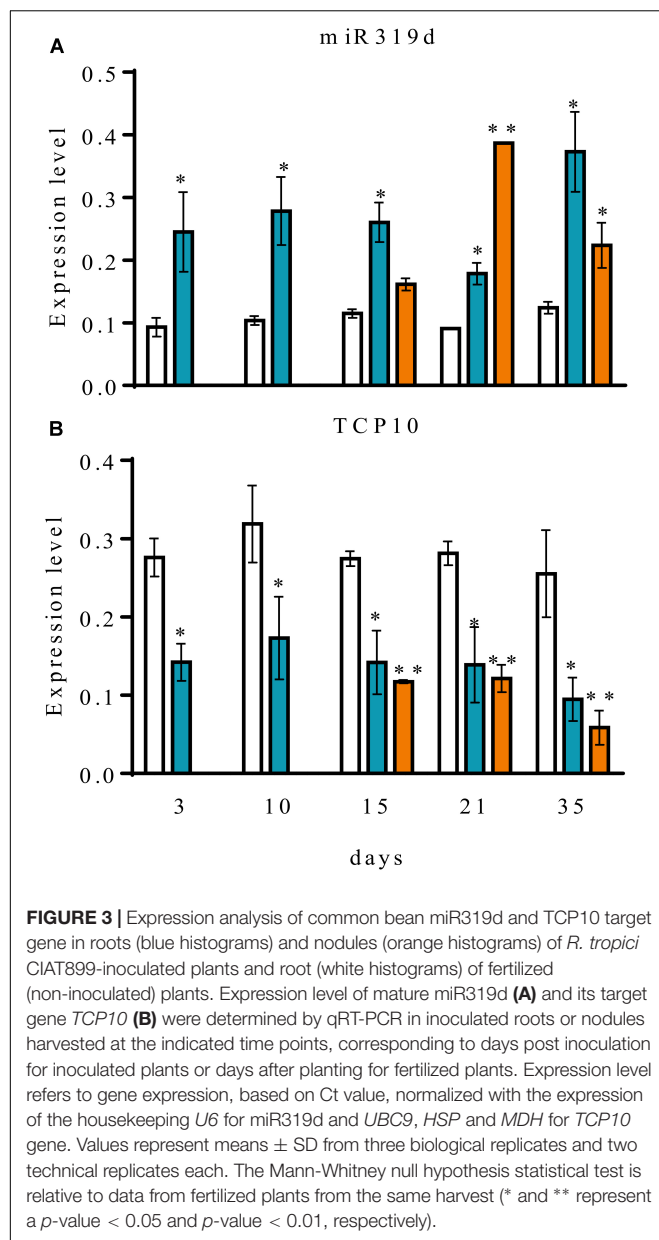 A
miR319d
0.5
0.4
0.3
0.2
0.1
0.0
Expression level
*
*
*
*
**
*
*
B
TCP10
0.4
0.3
0.2
0.1
0.0
Expression level
*
*
*
**
*
**
*
**
3 10 15 21 35
days
FIGURE 3 | Expression analysis of common bean miR319d and TCP10 target
gene in roots (blue histograms) and nodules (orange histograms) of R. tropici
CIAT899-inoculated plants and root (white histograms) of fertilized
(non-inoculated) plants. Expression level of mature miR319d (A) and its target
gene TCP10 (B) were determined by qRT-PCR in inoculated roots or nodules
harvested at the indicated time points, corresponding to days post inoculation
for inoculated plants or days after planting for fertilized plants. Expression level
refers to gene expression, based on Ct value, normalized with the expression
of the housekeeping U6 for miR319d and UBC9, HSP and MDH for TCP10
gene. Values represent means ± SD from three biological replicates and two
technical replicates each. The Mann-Whitney null hypothesis statistical test is
relative to data from fertilized plants from the same harvest (* and ** represent
a p-value < 0.05 and p-value < 0.01, respectively).